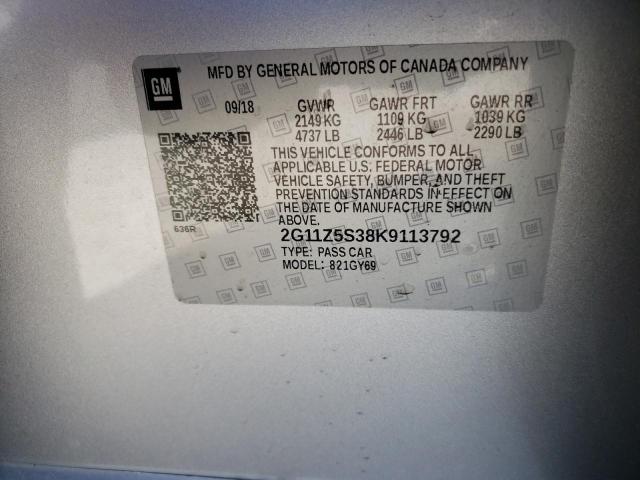 GM
MFD BY GENERAL MOTORS OF CANADA COMPANY
09/18 GVWR GAWR FRT GAWR RR
2149 KG 1109 KG 1039 KG
4737 LB 2446 LB 2290 LB
THIS VEHICLE CONFORMS TO ALL
APPLICABLE U.S. FEDERAL MOTOR
VEHICLE SAFETY, BUMPER, AND THEFT
PREVENTION STANDARDS IN EFFECT ON
THE DATE OF MANUFACTURE SHOWN
ABOVE.
636R
2G11Z5S38K9113792
TYPE: PASS CAR
MODEL: 821GY69